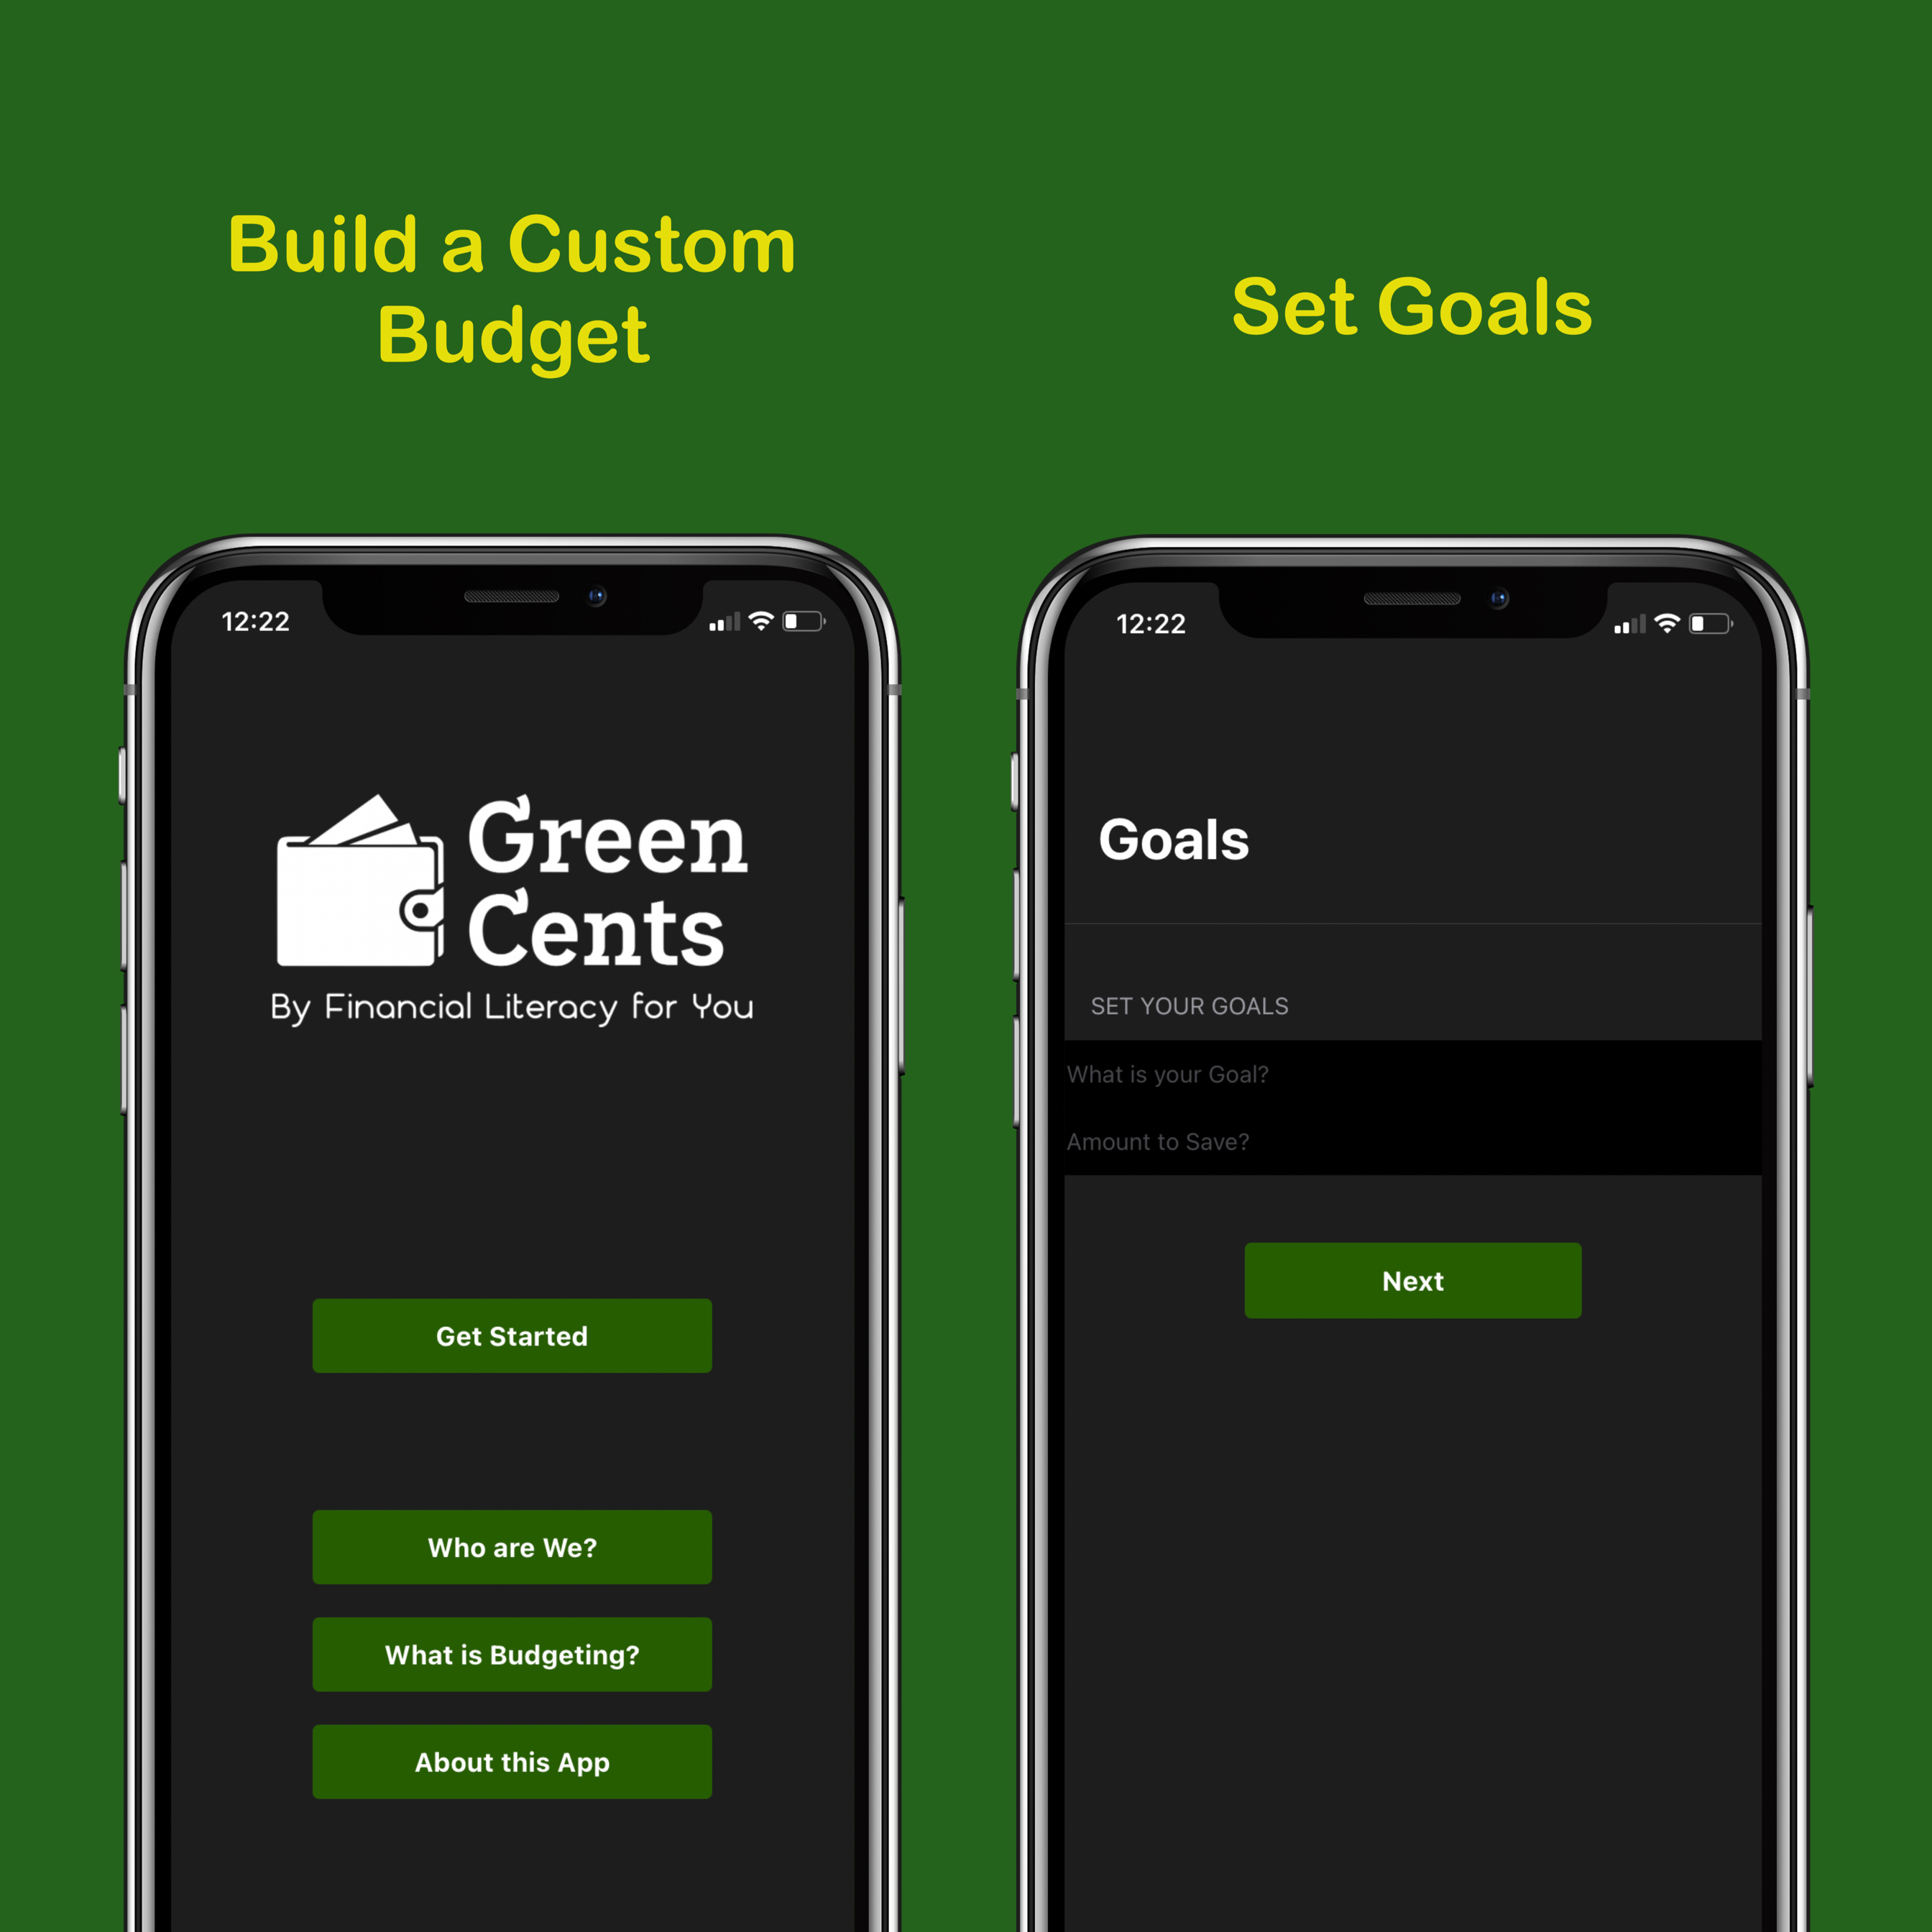 Build a Custom
Budget
Set Goals
12:22
Green
Cents
By Financial Literacy for You
Get Started
Who are We?
What is Budgeting?
About this App
12:22
Goals
SET YOUR GOALS
What is your Goal?
Amount to Save?
Next